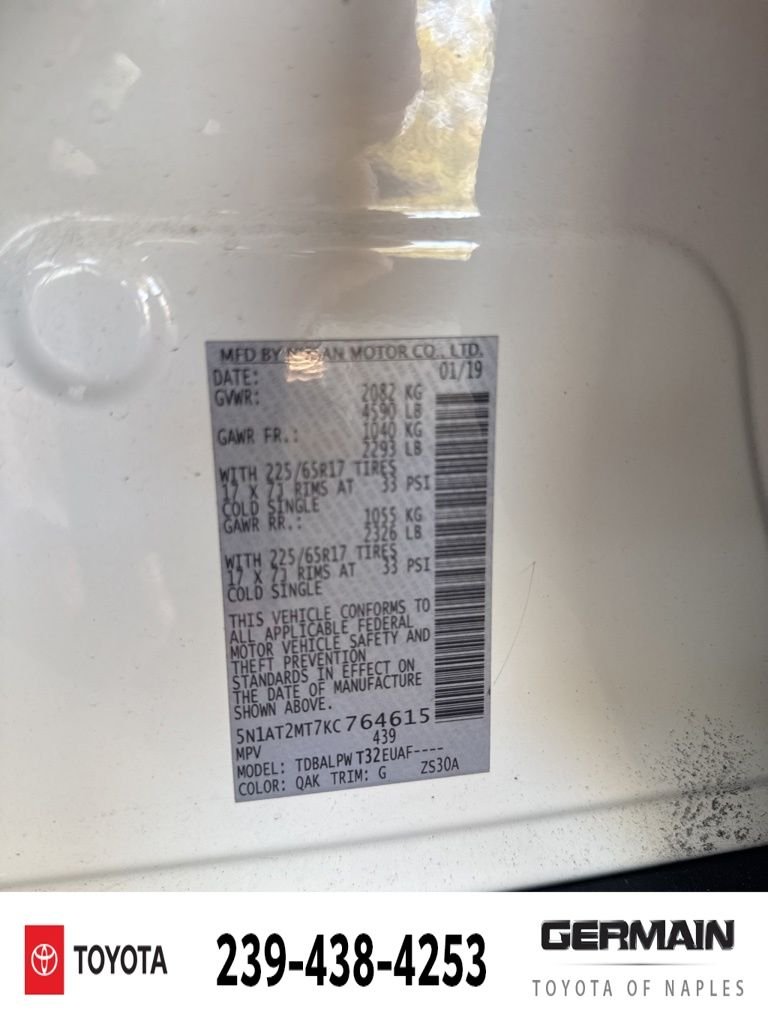 MFD BY NISSAN MOTOR CO., LTD.
DATE: 01/19
GVWR: 2082 KG
4590 LB
GAWR FR.: 1040 KG
2293 LB
WITH 225/65R17 TIRES
17 X 7J RIMS AT 33 PSI
COLD SINGLE
GAWR RR.: 1055 KG
2326 LB
WITH 225/65R17 TIRES
17 X 7J RIMS AT 33 PSI
COLD SINGLE
THIS VEHICLE CONFORMS TO
ALL APPLICABLE FEDERAL
MOTOR VEHICLE SAFETY AND
THEFT PREVENTION
STANDARDS IN EFFECT ON
THE DATE OF MANUFACTURE
SHOWN ABOVE.
5N1AT2MT7KC764615
MPV 439
MODEL: TDBALPW T32EUAF----
COLOR: QAK TRIM: G ZS30A
TOYOTA
239-438-4253
GERMAIN
TOYOTA OF NAPLES